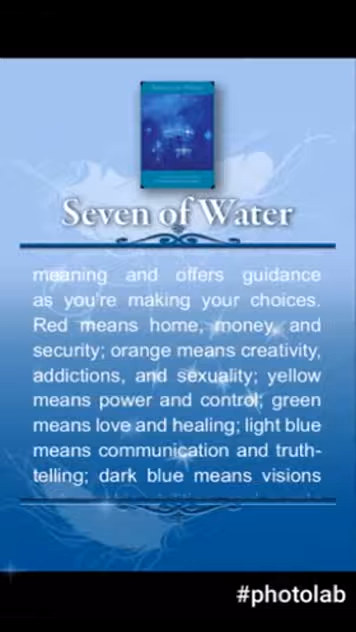 Seven of Water
meaning and offers guidance
as you're making your choices.
Red means home, money, and
security; orange means creativity,
addictions, and sexuality; yellow
means power and control; green
means love and healing; light blue
means communication and truth-
telling; dark blue means visions
#photolab